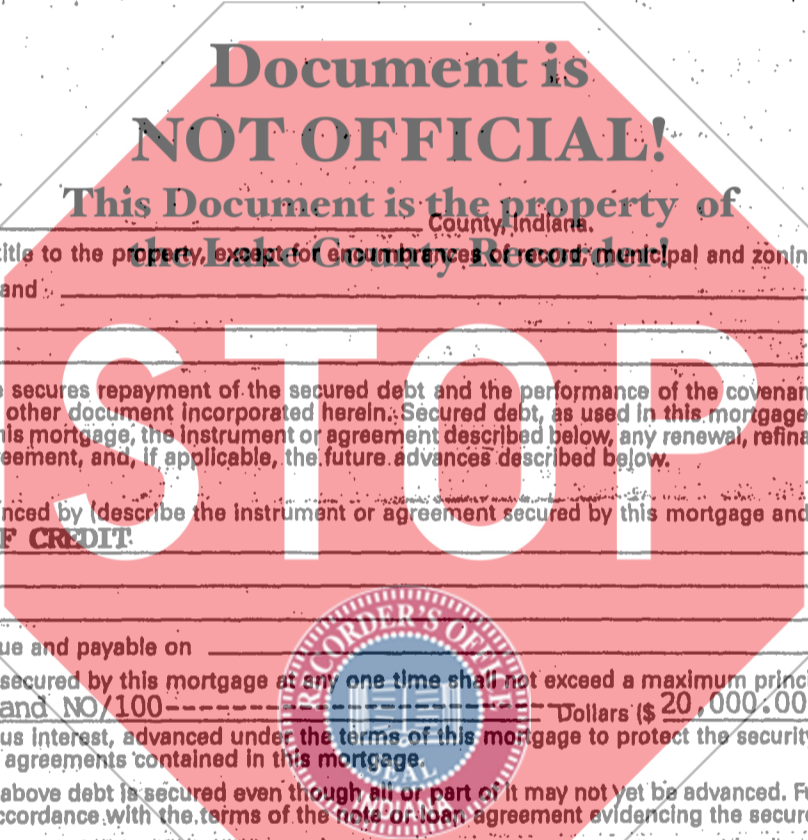 Document is
NOT OFFICIAL!
This Document is the property of
the Lake County Recorder!
County, Indiana.
title to the property, except for encumbrances of record, municipal and zonin
and
STOP
secures repayment of the secured debt and the performance of the covenan
other document incorporated herein. Secured debt, as used in this mortgage
his mortgage, the instrument or agreement described below, any renewal, refina
eement, and, if applicable, the future advances described below.
nced by (describe the instrument or agreement secured by this mortgage and
F CREDIT
ue and payable on
secured by this mortgage at any one time shall not exceed a maximum princi
and NO/100------------------------------ Dollars ($ 20,000.00
us interest, advanced under the terms of this mortgage to protect the securit
agreements contained in this mortgage.
above debt is secured even though all or part of it may not yet be advanced. F
ccordance with the terms of the note or loan agreement evidencing the secur
RECORDER'S OFFICE
SEAL
INDIANA